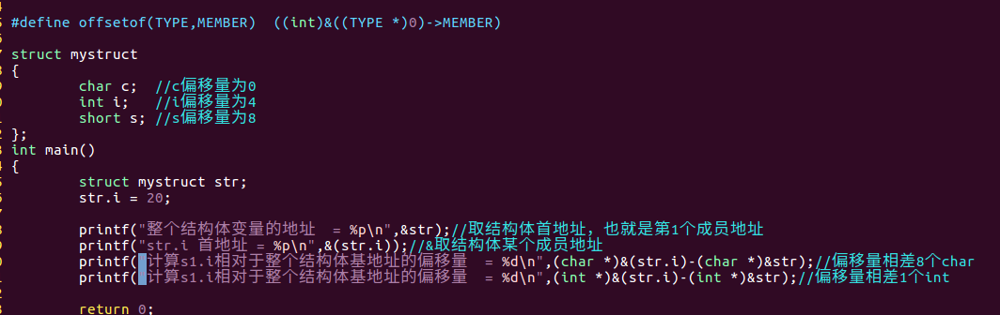 #define offsetof(TYPE,MEMBER)  ((int)&((TYPE *)0)->MEMBER)
struct mystruct
{
char c;  //c偏移量为0
int i;   //i偏移量为4
short s; //s偏移量为8
};
int main()
{
struct mystruct str;
str.i = 20;
printf("整个结构体变量的地址  = %p\n",&str);//取结构体首地址，也就是第1个成员地址
printf("str.i 首地址 = %p\n",&(str.i));//&取结构体某个成员地址
printf("计算s1.i相对于整个结构体基地址的偏移量  = %d\n",(char *)&(str.i)-(char *)&str);//偏移量相差8个char
printf("计算s1.i相对于整个结构体基地址的偏移量  = %d\n",(int *)&(str.i)-(int *)&str);//偏移量相差1个int
return 0;